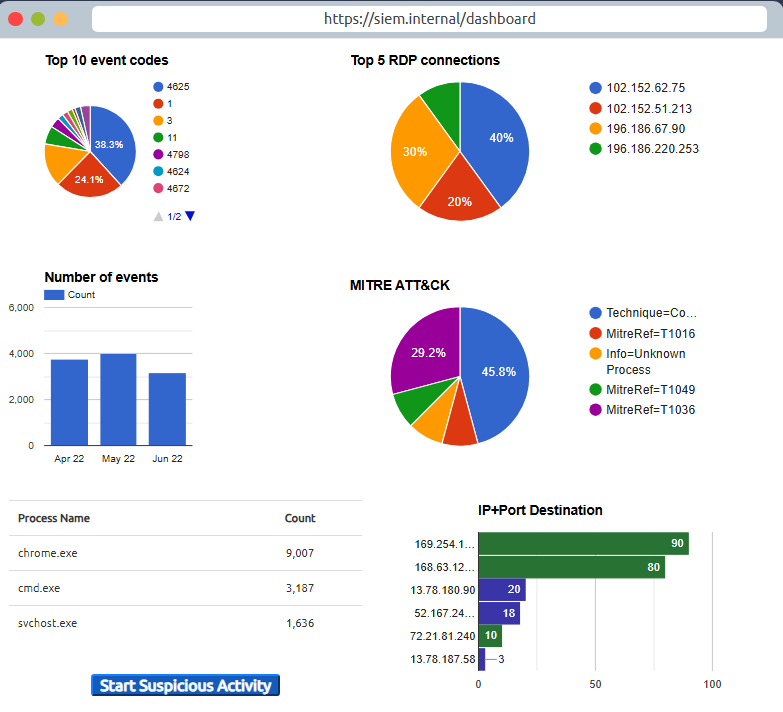 https://siem.internal/dashboard
Top 10 event codes
38.3%
24.1%
4625
1
3
11
4798
4624
4672
1/2
Top 5 RDP connections
40%
20%
30%
102.152.62.75
102.152.51.213
196.186.67.90
196.186.220.253
Number of events
Count
6,000
4,000
2,000
0
Apr 22 May 22 Jun 22
MITRE ATT&CK
45.8%
29.2%
Technique=Co...
MitreRef=T1016
Info=Unknown
Process
MitreRef=T1049
MitreRef=T1036
Process Name Count
chrome.exe 9,007
cmd.exe 3,187
svchost.exe 1,636
Start Suspicious Activity
IP+Port Destination
169.254.1... 90
168.63.12... 80
13.78.180.90 20
52.167.24... 18
72.21.81.240 10
13.78.187.58 3
0 50 100